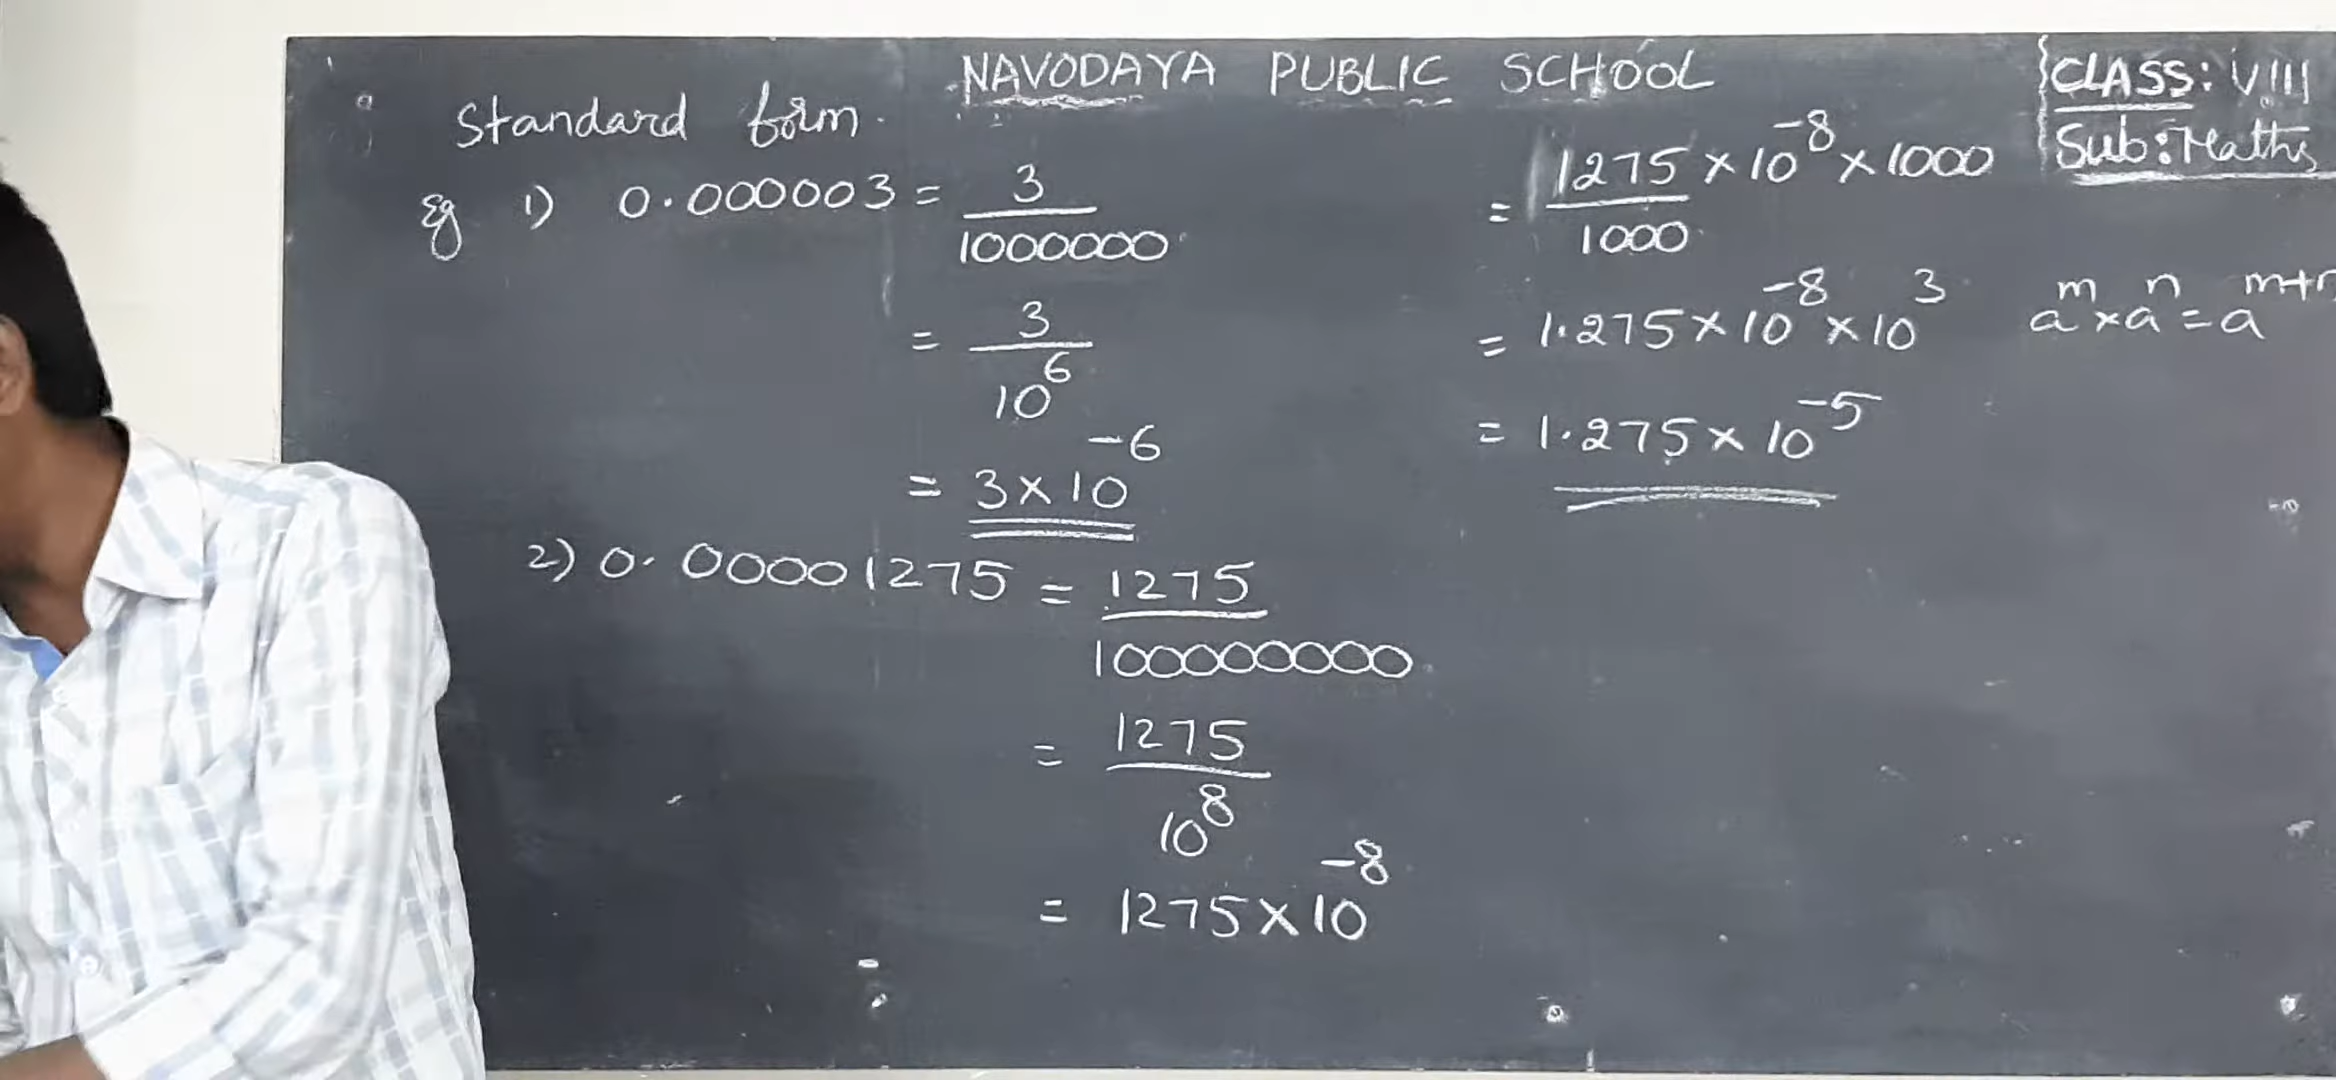 NAVODAYA PUBLIC SCHOOL
CLASS: VIII
Sub: Maths
Standard form.
Eg 1) 0.000003 = 3/1000000
= 3/10^6
= 3 × 10^-6
2) 0.00001275 = 1275/100000000
= 1275/10^8
= 1275 × 10^-8
= 1275/1000 × 10^-8 × 1000
= 1.275 × 10^-8 × 10^3 a^m × a^n = a^m+n
= 1.275 × 10^-5